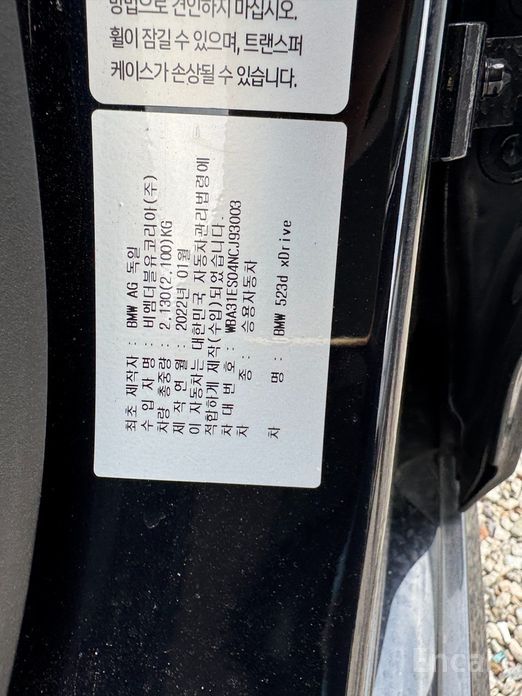 방법으로 견인하지 마십시오.
휠이 잠길 수 있으며, 트랜스퍼
케이스가 손상될 수 있습니다.
최초 제작자 : BMW AG 독일
수입 자명 : 비엠더블유코리아(주)
차량 총중량 : 2,130(2,100)KG
제작 연월 : 2022년 01월
이 자동차는 대한민국 자동차관리법령에
적합하게 제작(수입)되었습니다.
차대번호 : WBA31ES04NCJ93003
차 종 : 승용자동차
차 명 : BMW 523d xDrive
Encar